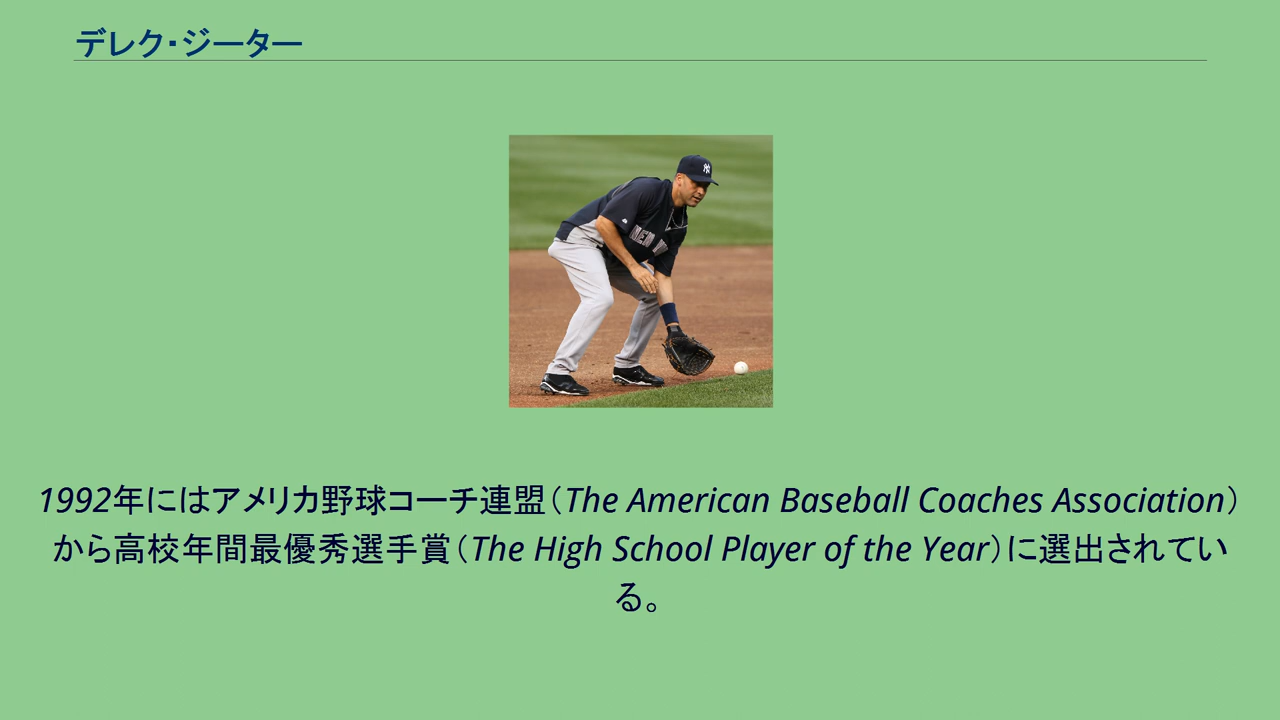 デレク・ジーター
NEW Y
1992年にはアメリカ野球コーチ連盟（The American Baseball Coaches Association）
から高校年間最優秀選手賞（The High School Player of the Year）に選出されてい
る。